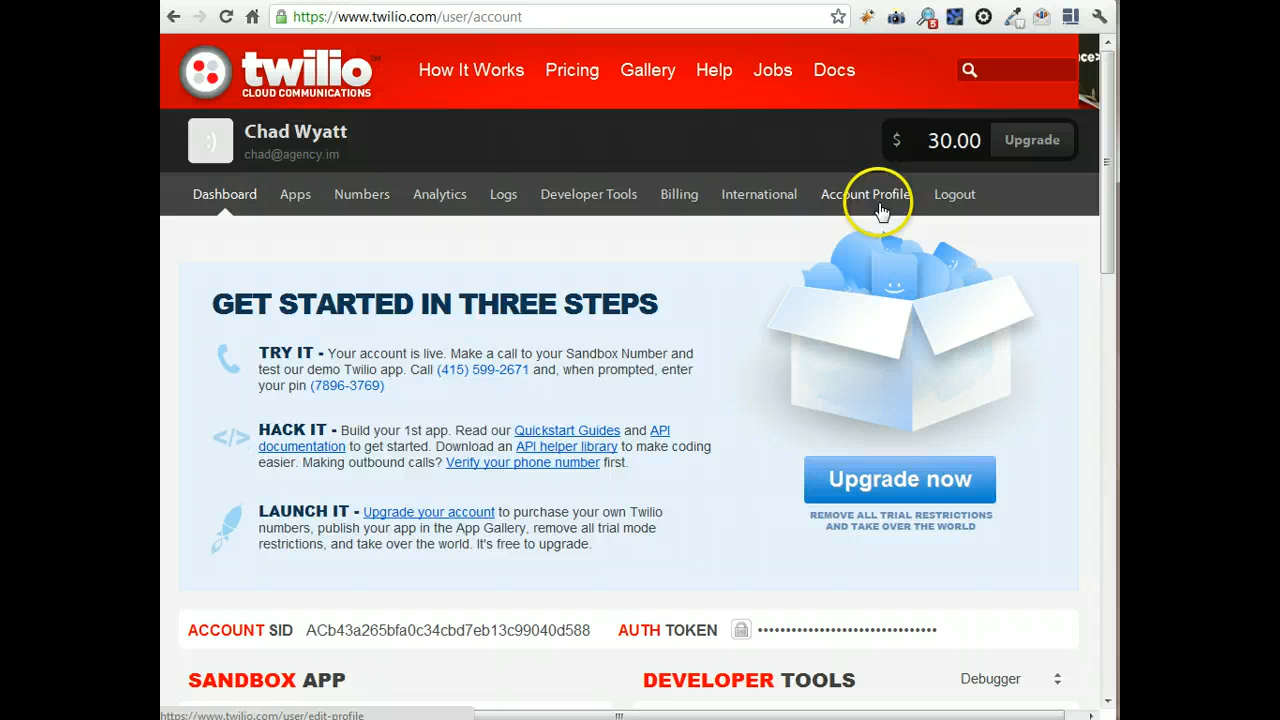 https://www.twilio.com/user/account
5
N
twilio
CLOUD COMMUNICATIONS
How It Works Pricing Gallery Help Jobs Docs
ce>
Chad Wyatt
chad@agency.im
$ 30.00 Upgrade
:)
Dashboard Apps Numbers Analytics Logs Developer Tools Billing International Account Profile Logout
GET STARTED IN THREE STEPS
TRY IT - Your account is live. Make a call to your Sandbox Number and
test our demo Twilio app. Call (415) 599-2671 and, when prompted, enter
your pin (7896-3769)
</> HACK IT - Build your 1st app. Read our Quickstart Guides and API
documentation to get started. Download an API helper library to make coding
easier. Making outbound calls? Verify your phone number first.
LAUNCH IT - Upgrade your account to purchase your own Twilio
numbers, publish your app in the App Gallery, remove all trial mode
restrictions, and take over the world. It's free to upgrade.
Upgrade now
REMOVE ALL TRIAL RESTRICTIONS
AND TAKE OVER THE WORLD
ACCOUNT SID ACb43a265bfa0c34cbd7eb13c99040d588 AUTH TOKEN ••••••••••••••••••••••••••••••••
SANDBOX APP
DEVELOPER TOOLS Debugger
https://www.twilio.com/user/edit-profile